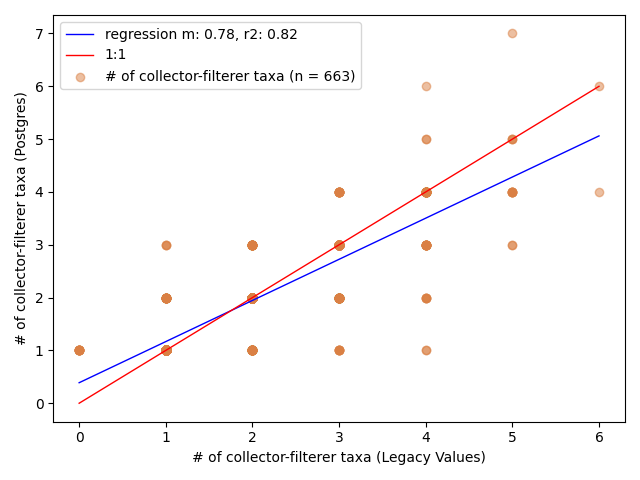 regression m: 0.78, r2: 0.82
1:1
# of collector-filterer taxa (n = 663)
# of collector-filterer taxa (Postgres)
7
6
5
4
3
2
1
0
0 1 2 3 4 5 6
# of collector-filterer taxa (Legacy Values)